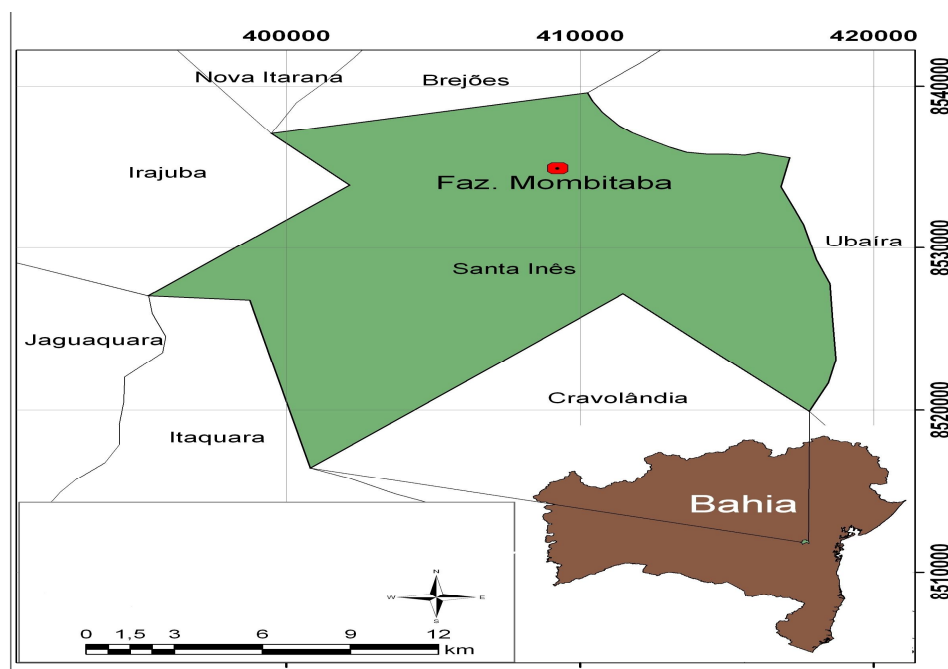 400000 410000 420000
Nova Itarana
Brejões
8540000
Irajuba
Faz. Mombitaba
Ubaíra
8530000
Santa Inês
Jaguaquara
Cravolândia
8520000
Itaquara
Bahia
8510000
N
W E
S
0 1,5 3 6 9 12
km